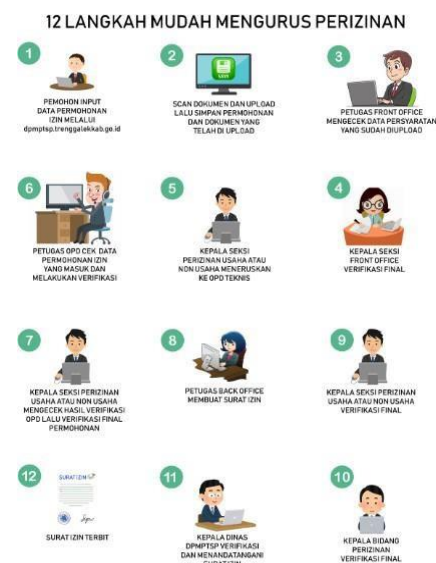 12 LANGKAH MUDAH MENGURUS PERIZINAN
1
PEMOHON INPUT
DATA PERMOHONAN
IZIN MELALUI
dpmptsp.trenggalekkab.go.id
2
SCAN DOKUMEN DAN UPLOAD
LALU SIMPAN PERMOHONAN
DAN DOKUMEN YANG
TELAH DI UPLOAD
3
PETUGAS FRONT OFFICE
MENGECEK DATA PERSYARATAN
YANG SUDAH DIUPLOAD
4
KEPALA SEKSI
FRONT OFFICE
VERIFIKASI FINAL
5
KEPALA SEKSI
PERIZINAN USAHA ATAU
NON USAHA MENERUSKAN
KE OPD TEKNIS
6
PETUGAS OPD CEK DATA
PERMOHONAN IZIN
YANG MASUK DAN
MELAKUKAN VERIFIKASI
7
KEPALA SEKSI PERIZINAN
USAHA ATAU NON USAHA
MENGECEK HASIL VERIFIKASI
OPD LALU VERIFIKASI FINAL
PERMOHONAN
8
PETUGAS BACK OFFICE
MEMBUAT SURAT IZIN
9
KEPALA SEKSI PERIZINAN
USAHA ATAU NON USAHA
VERIFIKASI FINAL
10
KEPALA BIDANG
PERIZINAN
VERIFIKASI FINAL
11
KEPALA DINAS
DPMPTSP VERIFIKASI
DAN MENANDATANGANI
SURAT IZIN
12
SURAT IZIN
SURAT IZIN TERBIT